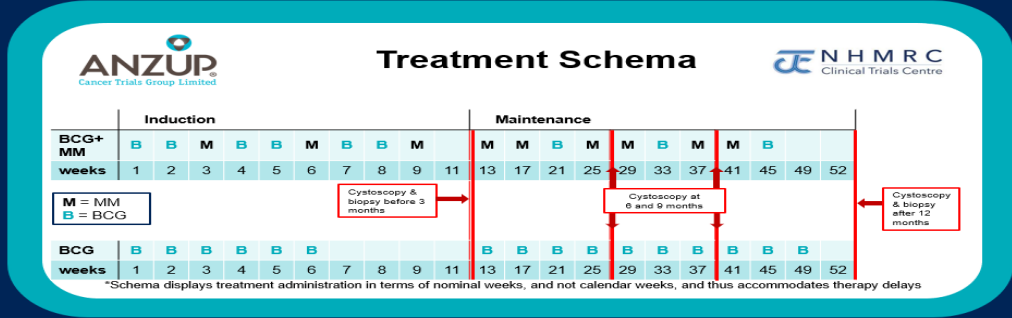 ANZUP
Cancer Trials Group Limited
Treatment Schema
NHMRC
Clinical Trials Centre
Induction Maintenance
BCG+ MM B B M B B M B B M M M B M M B M M B
weeks 1 2 3 4 5 6 7 8 9 11 13 17 21 25 29 33 37 41 45 49 52
M = MM
B = BCG
Cystoscopy &
biopsy before 3
months
Cystoscopy at
6 and 9 months
Cystoscopy
& biopsy
after 12
months
BCG B B B B B B B B B B B B B B B B
weeks 1 2 3 4 5 6 7 8 9 11 13 17 21 25 29 33 37 41 45 49 52
*Schema displays treatment administration in terms of nominal weeks, and not calendar weeks, and thus accommodates therapy delays